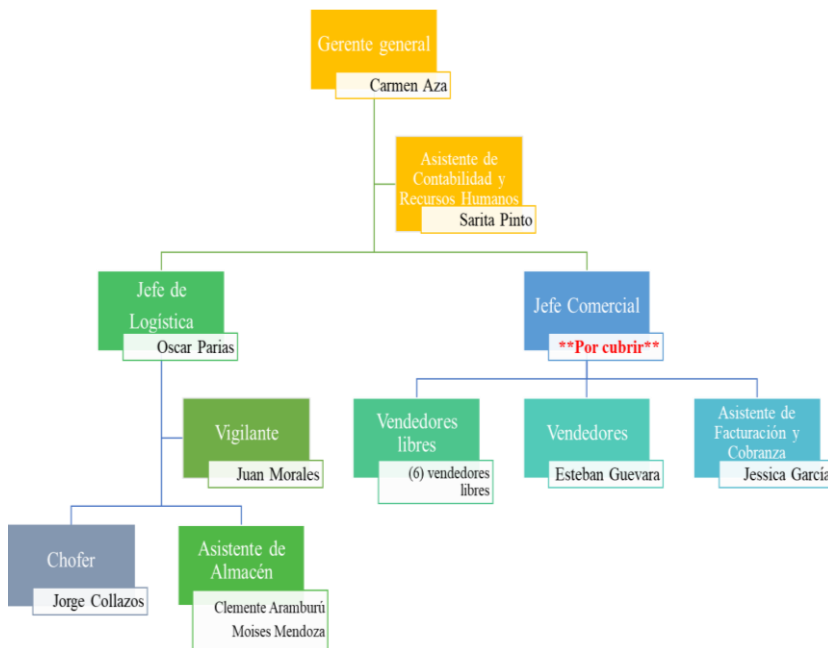 Gerente general
Carmen Aza
Asistente de
Contabilidad y
Recursos Humanos
Sarita Pinto
Jefe de
Logística
Oscar Parias
Jefe Comercial
**Por cubrir**
Vigilante
Juan Morales
Vendedores
libres
(6) vendedores
libres
Vendedores
Esteban Guevara
Asistente de
Facturación y
Cobranza
Jessica García
Chofer
Jorge Collazos
Asistente de
Almacén
Clemente Aramburú
Moises Mendoza